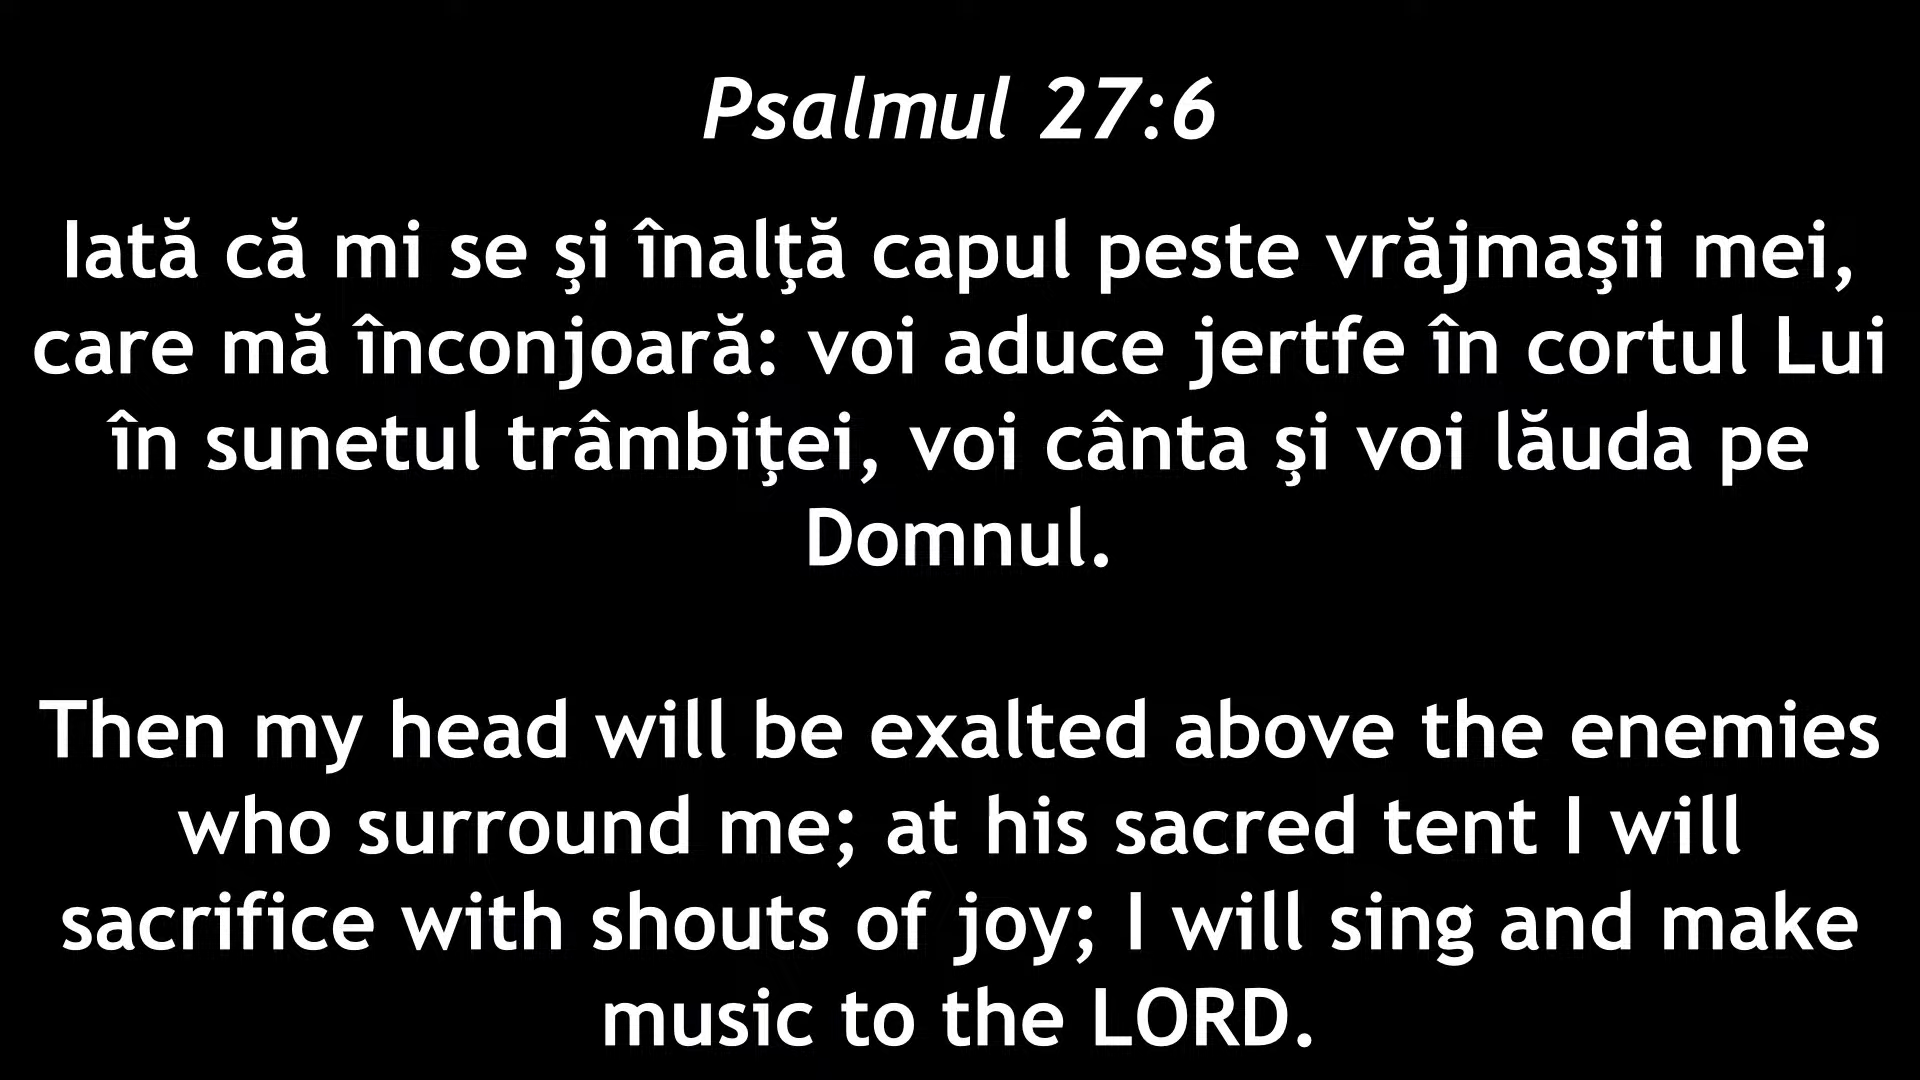 Psalmul 27:6
Iată că mi se şi înalţă capul peste vrăjmaşii mei,
care mă înconjoară: voi aduce jertfe în cortul Lui
în sunetul trâmbiţei, voi cânta şi voi lăuda pe
Domnul.
Then my head will be exalted above the enemies
who surround me; at his sacred tent I will
sacrifice with shouts of joy; I will sing and make
music to the LORD.